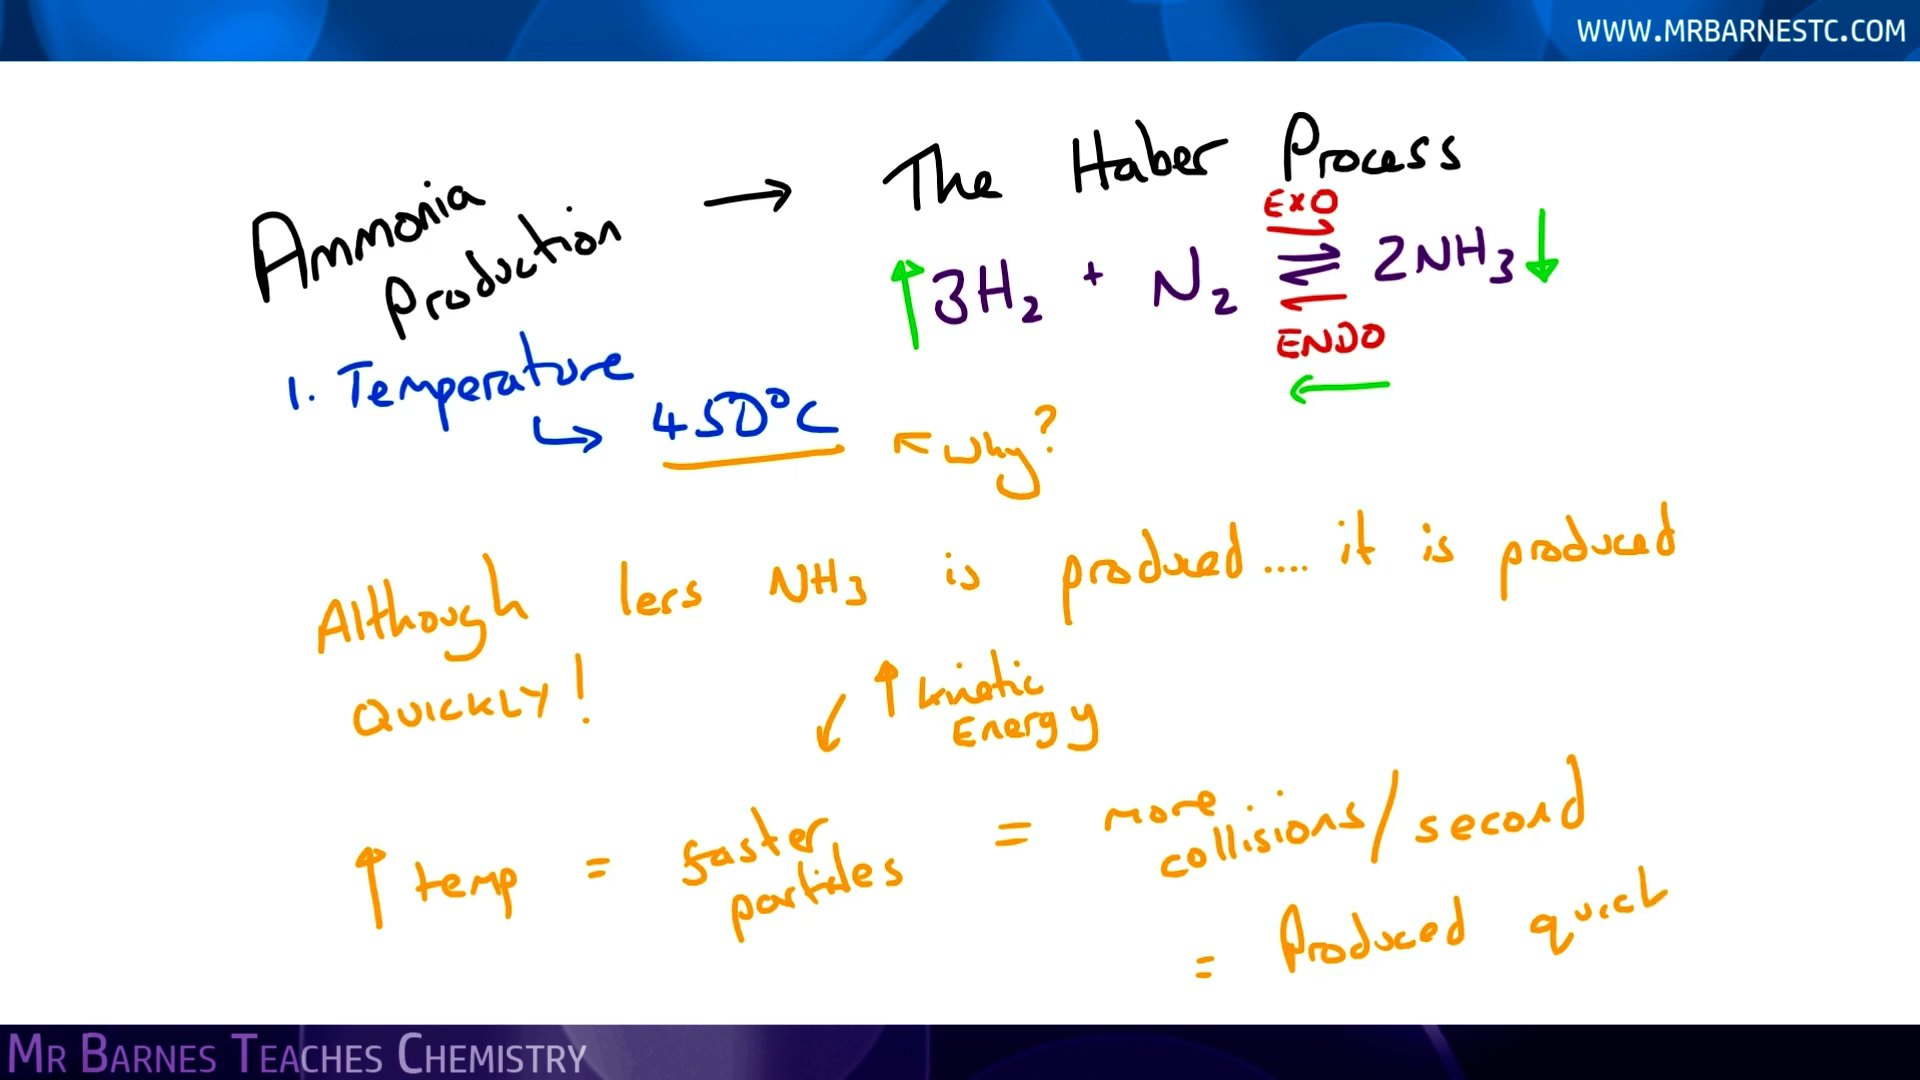 WWW.MRBARNESTC.COM
Ammonia Production → The Haber Process
EXO
↑ 3H₂ + N₂ ⇌ 2NH₃ ↓
ENDO
←
1. Temperature
↳ 450°C ← why?
Although less NH₃ is produced.... it is produced
QUICKLY!
↙ ↑ kinetic Energy
↑ temp = faster particles = more collisions/second
= Produced quick
MR BARNES TEACHES CHEMISTRY